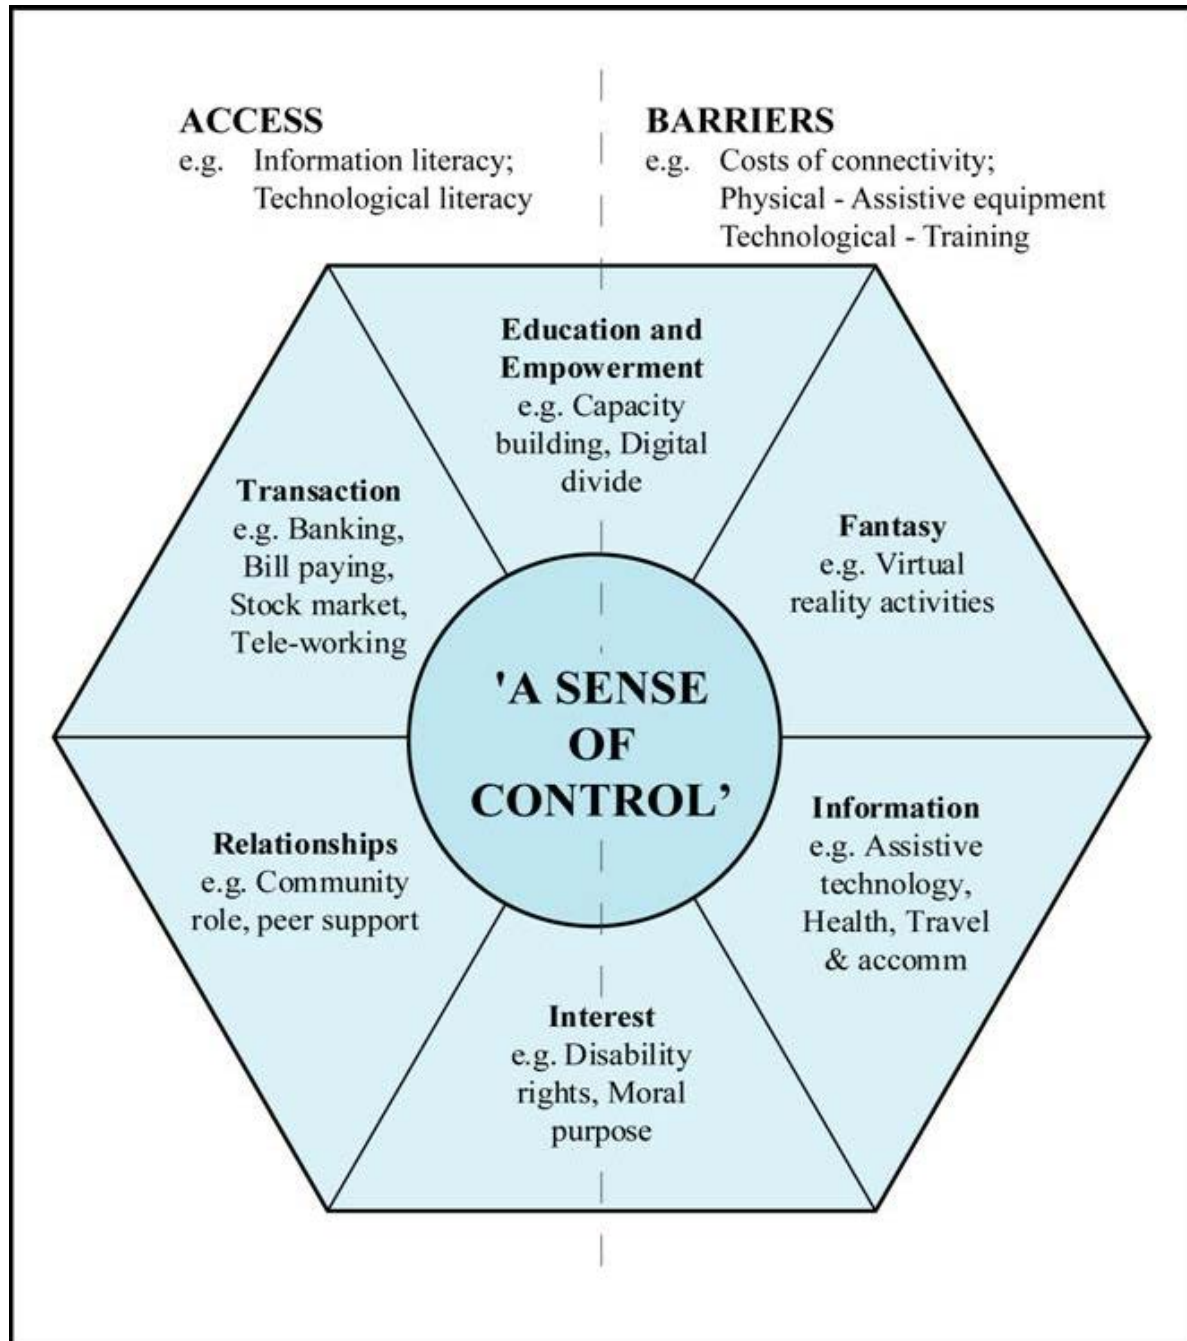 ACCESS
e.g. Information literacy;
Technological literacy
BARRIERS
e.g. Costs of connectivity;
Physical - Assistive equipment
Technological - Training
Education and
Empowerment
e.g. Capacity
building, Digital
divide
Transaction
e.g. Banking,
Bill paying,
Stock market,
Tele-working
Fantasy
e.g. Virtual
reality activities
'A SENSE
OF
CONTROL’
Relationships
e.g. Community
role, peer support
Information
e.g. Assistive
technology,
Health, Travel
& accomm
Interest
e.g. Disability
rights, Moral
purpose